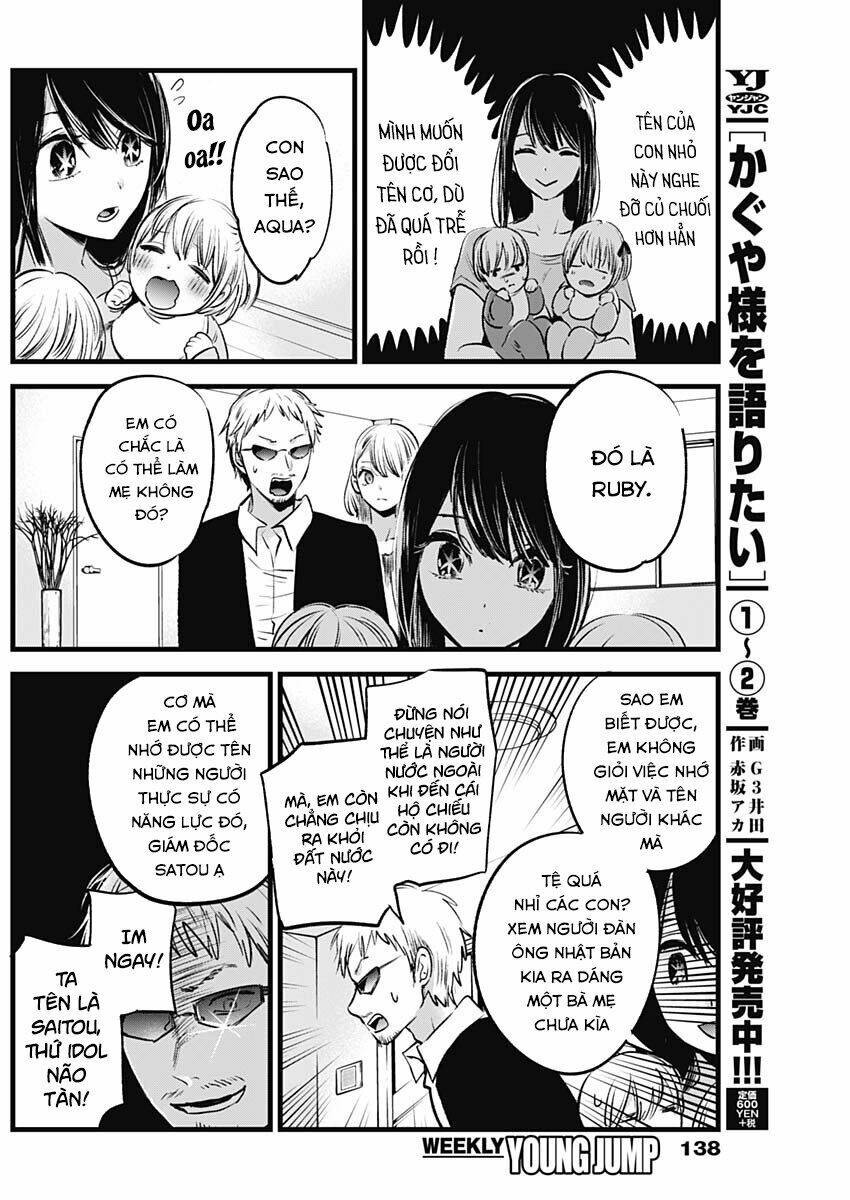 TÊN CỦA
CON NHỎ
NÀY NGHE
ĐỠ CỦ CHUỐI
HƠN HẲN
MÌNH MUỐN
ĐƯỢC ĐỔI
TÊN CƠ, DÙ
ĐÃ QUÁ TRỄ
RỒI !
Oa
oa!!
CON
SAO
THẾ,
AQUA?
ĐÓ LÀ
RUBY.
EM CÓ
CHẮC LÀ
CÓ THỂ LÀM
MẸ KHÔNG
ĐÓ?
SAO EM
BIẾT ĐƯỢC,
EM KHÔNG
GIỎI VIỆC NHỚ
MẶT VÀ TÊN
NGƯỜI KHÁC
MÀ
TỆ QUÁ
NHỈ CÁC CON?
XEM NGƯỜI ĐÀN
ÔNG NHẬT BẢN
KIA RA DÁNG
MỘT BÀ MẸ
CHƯA KÌA
ĐỪNG NÓI
CHUYỆN NHƯ
THỂ LÀ NGƯỜI
NƯỚC NGOÀI
KHI ĐẾN CÁI
HỘ CHIẾU
CÒN KHÔNG
CÓ ĐI!
MÀ, EM CÒN
CHẲNG CHỊU
RA KHỎI
ĐẤT NƯỚC
NÀY!
CƠ MÀ
EM CÓ THỂ
NHỚ ĐƯỢC TÊN
NHỮNG NGƯỜI
THỰC SỰ CÓ
NĂNG LỰC ĐÓ,
GIÁM ĐỐC
SATOU Ạ
IM
NGAY!
TA
TÊN LÀ
SAITOU,
THỨ IDOL
NÃO
TÀN!
YJ
ヤンジャン
YJC
[かぐや様を語りたい]①〜②巻
画 G3井田
作 赤坂アカ
大好評発売中!!!
定価
600
YEN
+税
WEEKLY YOUNG JUMP 138